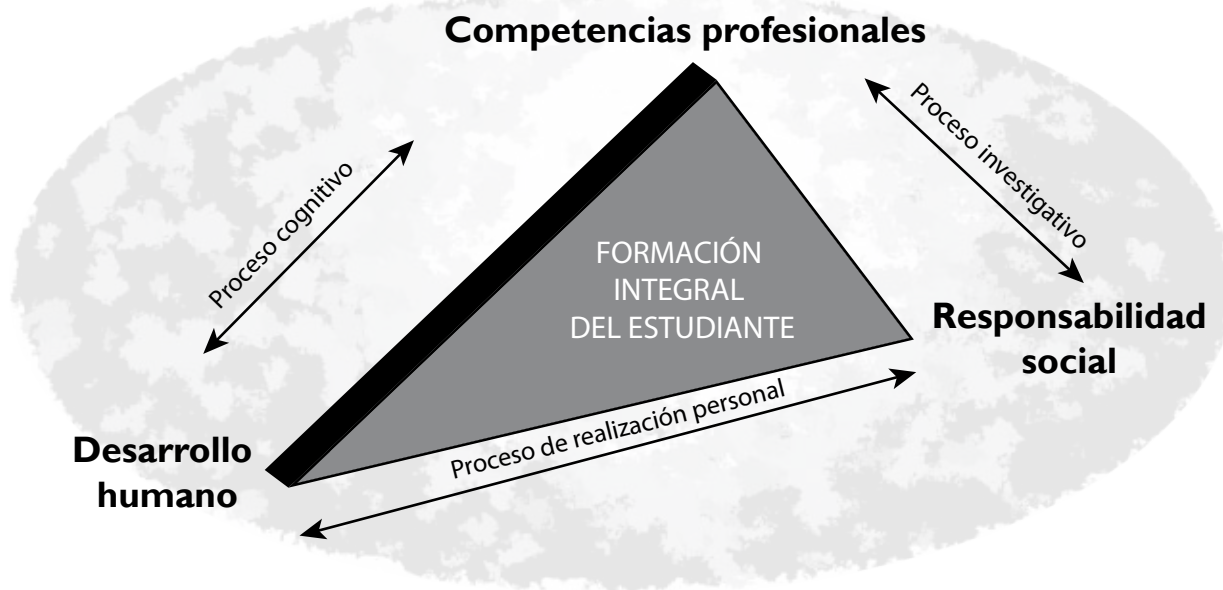 Competencias profesionales
Proceso cognitivo
Proceso investigativo
FORMACIÓN
INTEGRAL
DEL ESTUDIANTE
Responsabilidad
social
Proceso de realización personal
Desarrollo
humano